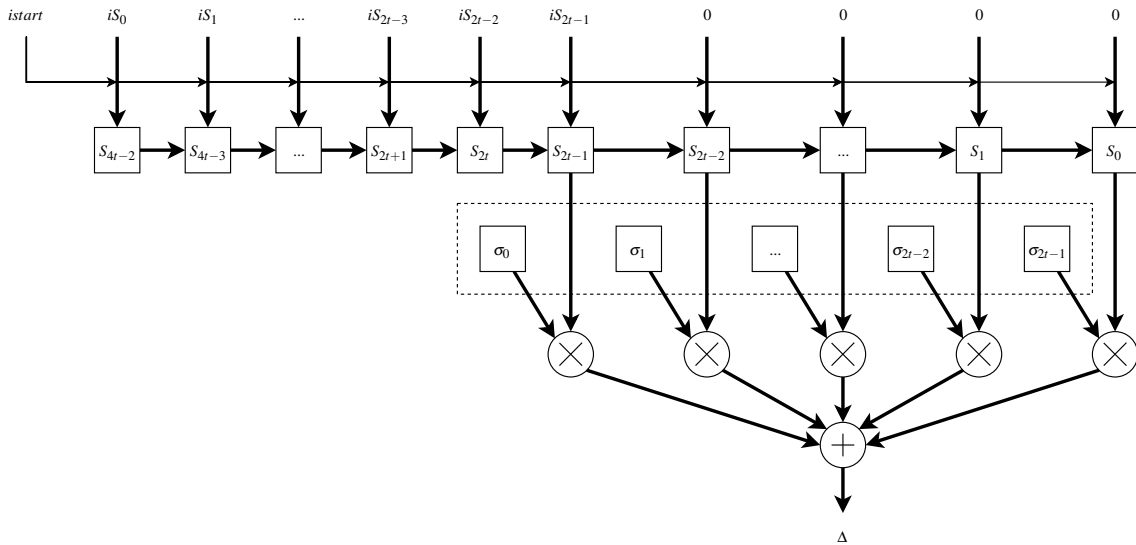 istart iS₀ iS₁ ... iS₂ₜ₋₃ iS₂ₜ₋₂ iS₂ₜ₋₁ 0 0 0 0
S₄ₜ₋₂ S₄ₜ₋₃ ... S₂ₜ₊₁ S₂ₜ S₂ₜ₋₁ S₂ₜ₋₂ ... S₁ S₀
σ₀ σ₁ ... σ₂ₜ₋₂ σ₂ₜ₋₁
× × × × ×
+
Δ